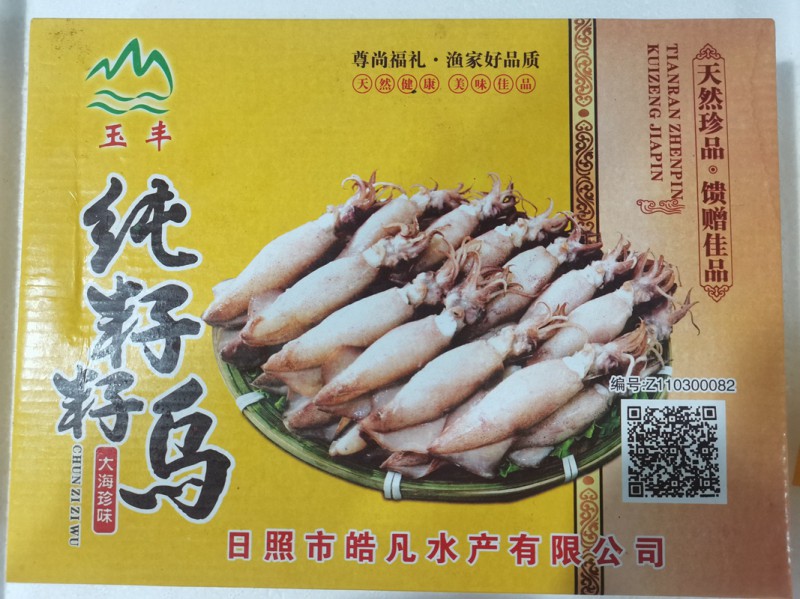 玉丰
尊尚福礼·渔家好品质
天然健康 美味佳品
天然珍品·馈赠佳品
TIANRAN ZHENPIN
KUIZENG JIAPIN
纯籽籽乌
CHUN ZI ZI WU
大海珍味
编号:Z110300082
日照市皓凡水产有限公司